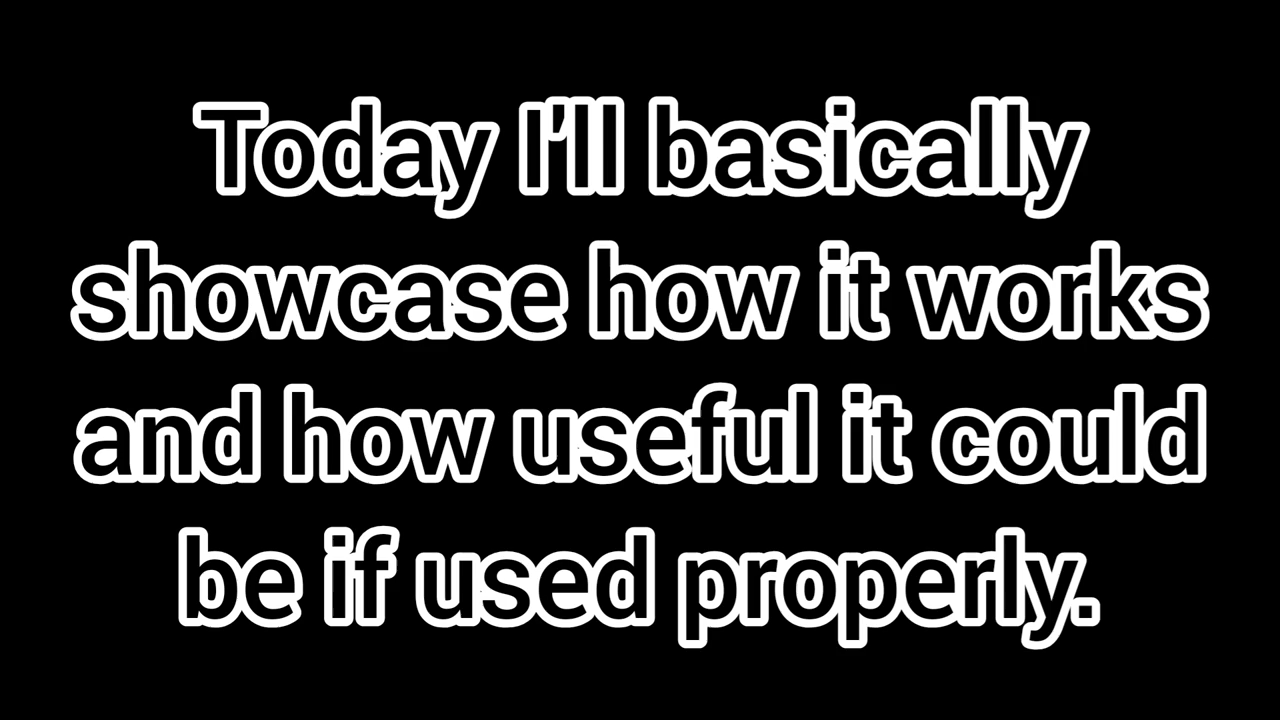 Today I'll basically
showcase how it works
and how useful it could
be if used properly.